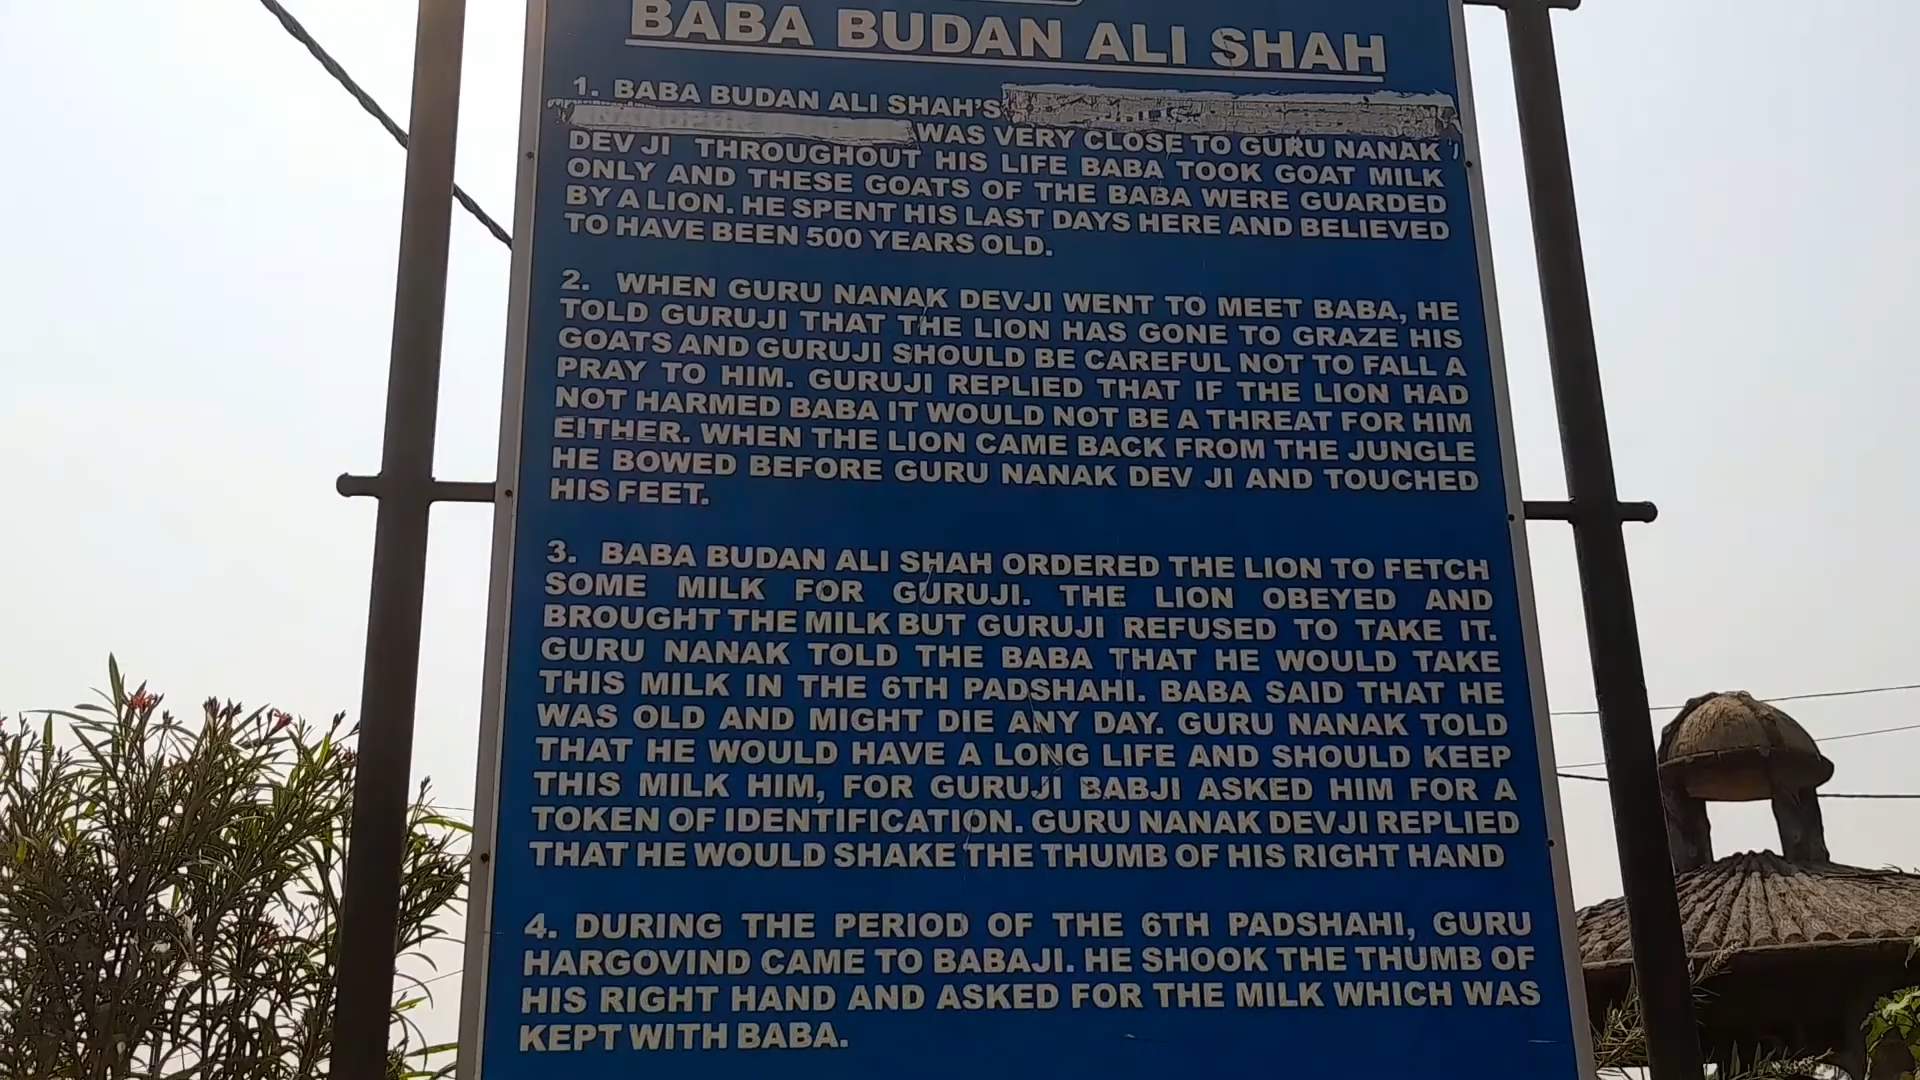 BABA BUDAN ALI SHAH
1. BABA BUDAN ALI SHAH'S
WAS VERY CLOSE TO GURU NANAK
DEV JI THROUGHOUT HIS LIFE BABA TOOK GOAT MILK
ONLY AND THESE GOATS OF THE BABA WERE GUARDED
BY A LION. HE SPENT HIS LAST DAYS HERE AND BELIEVED
TO HAVE BEEN 500 YEARS OLD.
2. WHEN GURU NANAK DEVJI WENT TO MEET BABA, HE
TOLD GURUJI THAT THE LION HAS GONE TO GRAZE HIS
GOATS AND GURUJI SHOULD BE CAREFUL NOT TO FALL A
PRAY TO HIM. GURUJI REPLIED THAT IF THE LION HAD
NOT HARMED BABA IT WOULD NOT BE A THREAT FOR HIM
EITHER. WHEN THE LION CAME BACK FROM THE JUNGLE
HE BOWED BEFORE GURU NANAK DEV JI AND TOUCHED
HIS FEET.
3. BABA BUDAN ALI SHAH ORDERED THE LION TO FETCH
SOME MILK FOR GURUJI. THE LION OBEYED AND
BROUGHT THE MILK BUT GURUJI REFUSED TO TAKE IT.
GURU NANAK TOLD THE BABA THAT HE WOULD TAKE
THIS MILK IN THE 6TH PADSHAHI. BABA SAID THAT HE
WAS OLD AND MIGHT DIE ANY DAY. GURU NANAK TOLD
THAT HE WOULD HAVE A LONG LIFE AND SHOULD KEEP
THIS MILK HIM, FOR GURUJI BABJI ASKED HIM FOR A
TOKEN OF IDENTIFICATION. GURU NANAK DEVJI REPLIED
THAT HE WOULD SHAKE THE THUMB OF HIS RIGHT HAND
4. DURING THE PERIOD OF THE 6TH PADSHAHI, GURU
HARGOVIND CAME TO BABAJI. HE SHOOK THE THUMB OF
HIS RIGHT HAND AND ASKED FOR THE MILK WHICH WAS
KEPT WITH BABA.